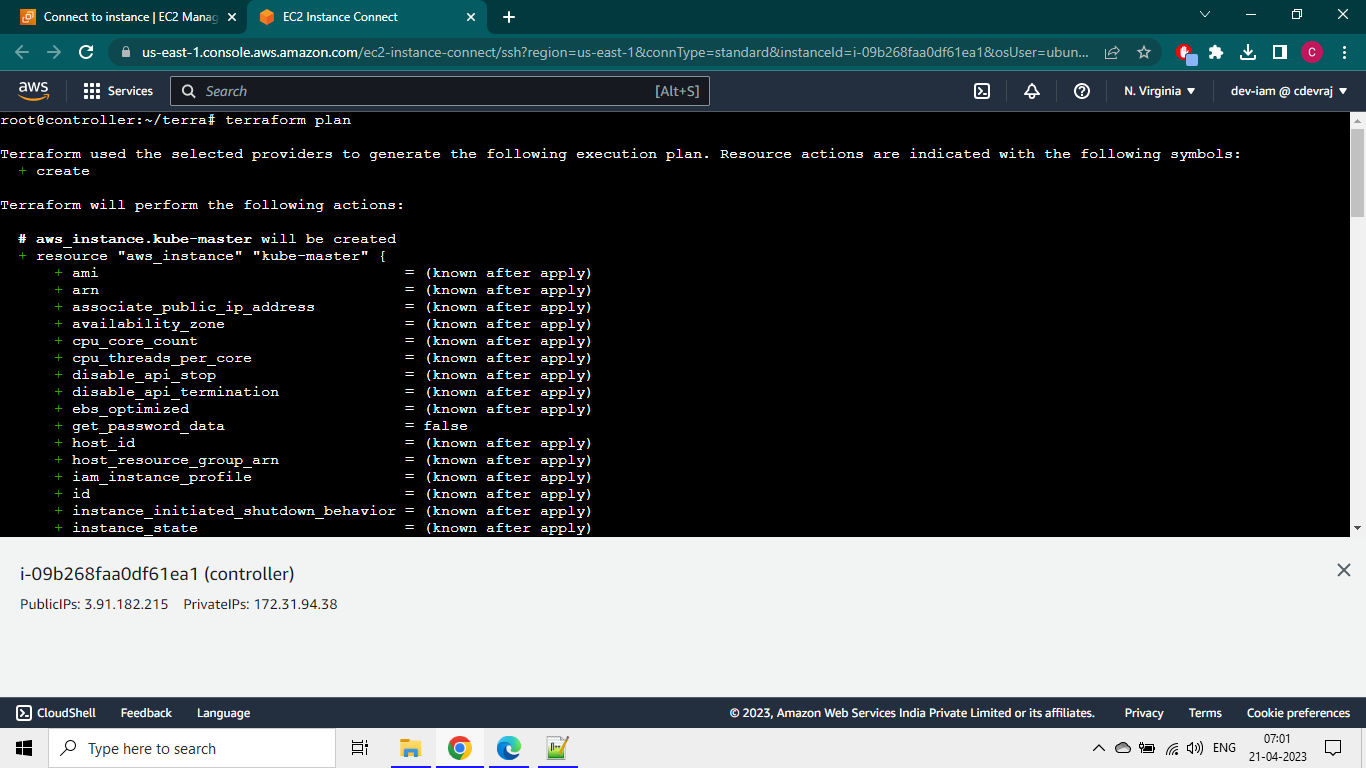 Connect to instance | EC2 Manag
EC2 Instance Connect
us-east-1.console.aws.amazon.com/ec2-instance-connect/ssh?region=us-east-1&connType=standard&instanceId=i-09b268faa0df61ea1&osUser=ubun...
C
aws
Services
Search
[Alt+S]
N. Virginia
dev-iam @ cdevraj
root@controller:~/terra# terraform plan
Terraform used the selected providers to generate the following execution plan. Resource actions are indicated with the following symbols:
+ create
Terraform will perform the following actions:
# aws_instance.kube-master will be created
+ resource "aws_instance" "kube-master" {
+ ami = (known after apply)
+ arn = (known after apply)
+ associate_public_ip_address = (known after apply)
+ availability_zone = (known after apply)
+ cpu_core_count = (known after apply)
+ cpu_threads_per_core = (known after apply)
+ disable_api_stop = (known after apply)
+ disable_api_termination = (known after apply)
+ ebs_optimized = (known after apply)
+ get_password_data = false
+ host_id = (known after apply)
+ host_resource_group_arn = (known after apply)
+ iam_instance_profile = (known after apply)
+ id = (known after apply)
+ instance_initiated_shutdown_behavior = (known after apply)
+ instance_state = (known after apply)
i-09b268faa0df61ea1 (controller)
PublicIPs: 3.91.182.215 PrivateIPs: 172.31.94.38
CloudShell Feedback Language © 2023, Amazon Web Services India Private Limited or its affiliates. Privacy Terms Cookie preferences
Type here to search
ENG
07:01
21-04-2023